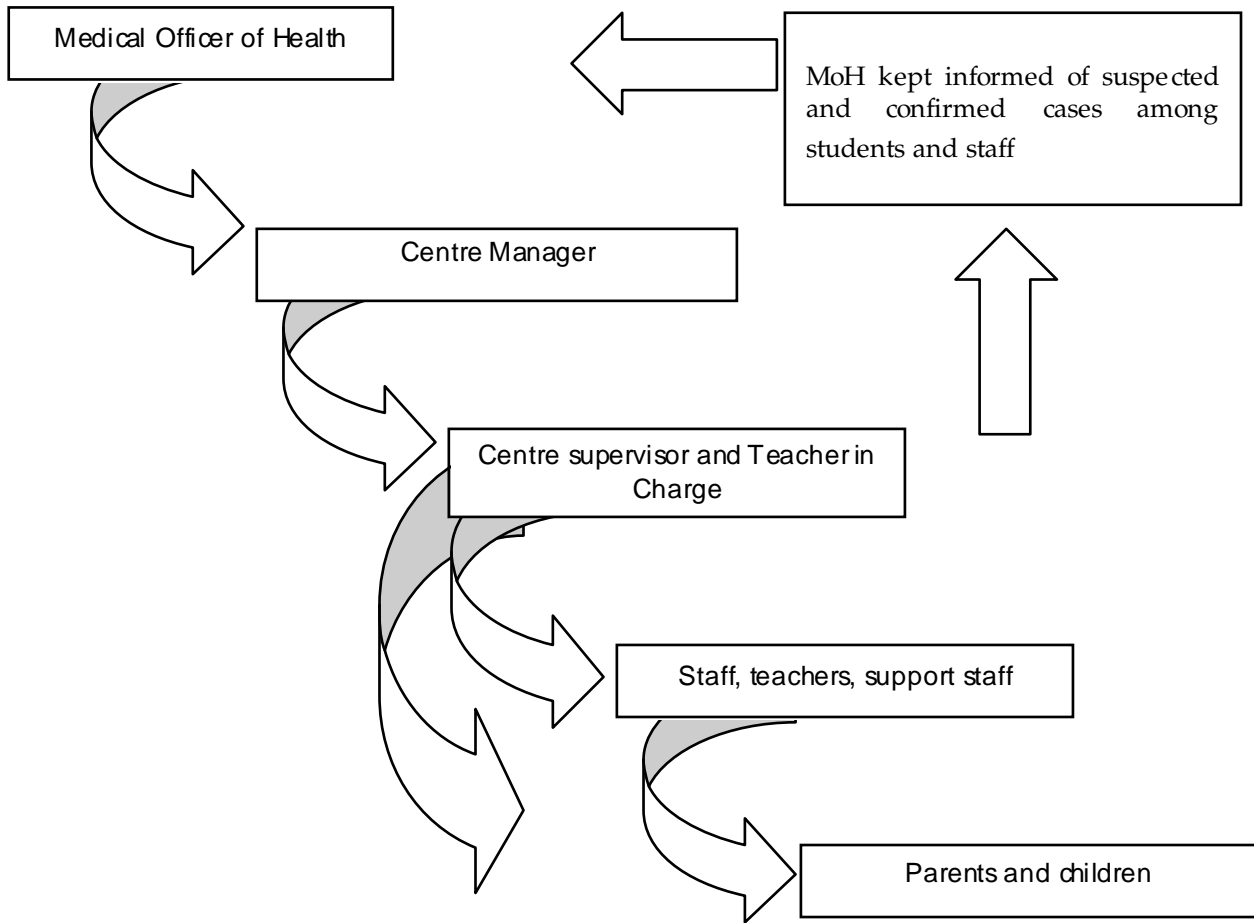 Medical Officer of Health
MoH kept informed of suspected
and confirmed cases among
students and staff
Centre Manager
Centre supervisor and Teacher in
Charge
Staff, teachers, support staff
Parents and children